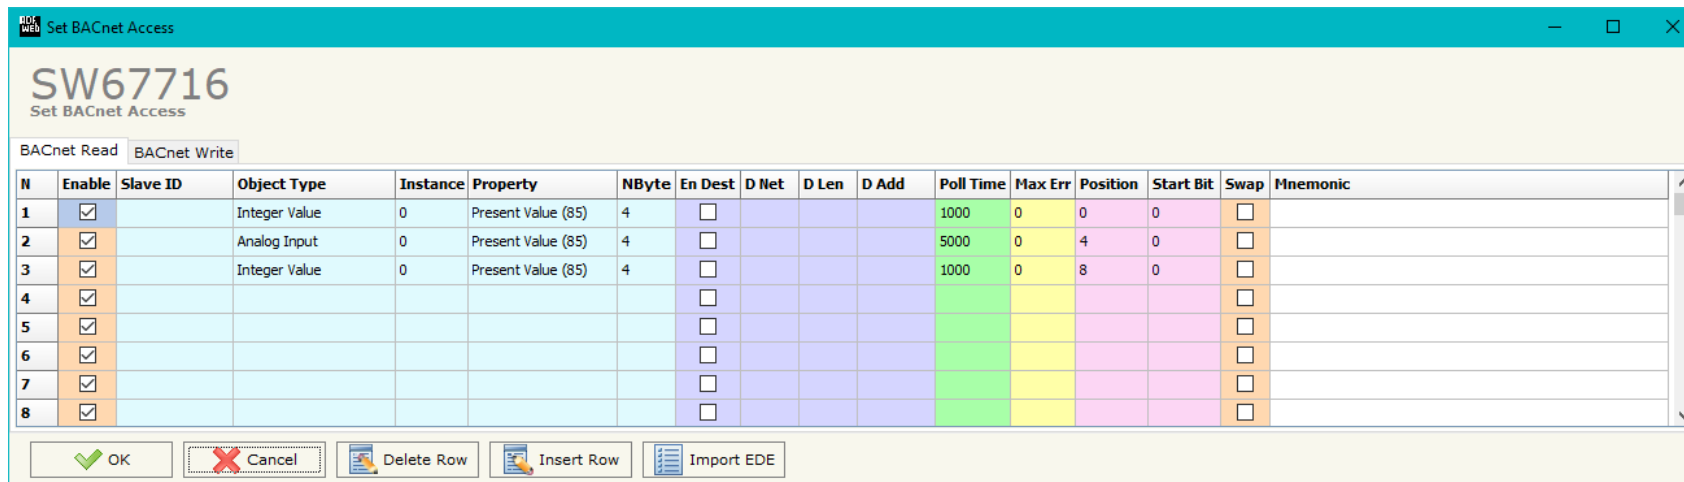 ADF WEB Set BACnet Access
SW67716
Set BACnet Access
BACnet Read BACnet Write
N Enable Slave ID Object Type Instance Property NByte En Dest D Net D Len D Add Poll Time Max Err Position Start Bit Swap Mnemonic
1 Integer Value 0 Present Value (85) 4 1000 0 0 0
2 Analog Input 0 Present Value (85) 4 5000 0 4 0
3 Integer Value 0 Present Value (85) 4 1000 0 8 0
4
5
6
7
8
OK Cancel Delete Row Insert Row Import EDE